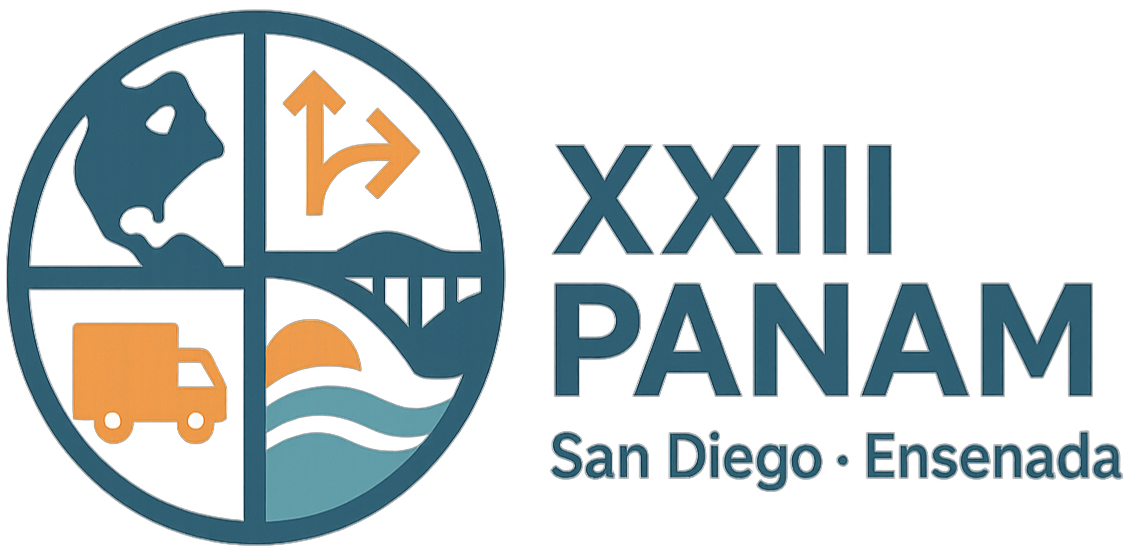 XXIII
PANAM
San Diego · Ensenada